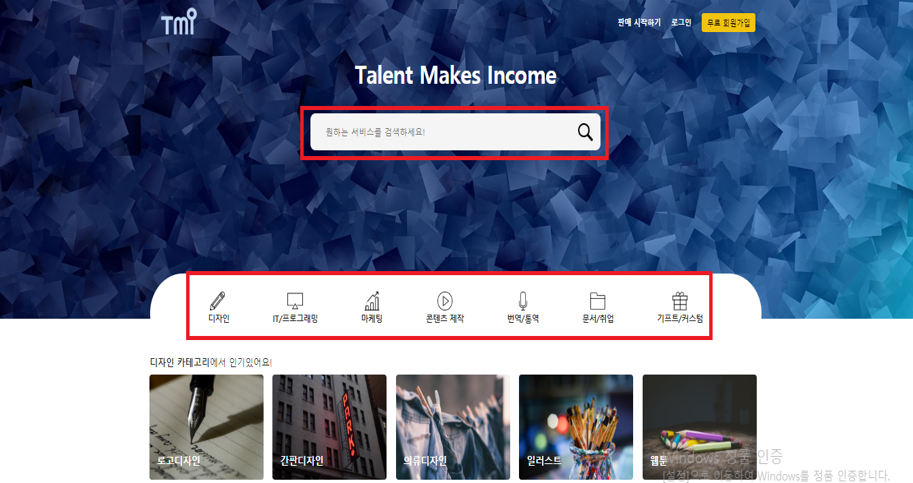 TMI
판매 시작하기 로그인 무료 회원가입
Talent Makes Income
원하는 서비스를 검색하세요!
디자인 IT/프로그래밍 마케팅 콘텐츠 제작 번역/통역 문서/취업 기프트/커스텀
디자인 카테고리에서 인기있어요!
PARK
로고디자인 간판디자인 의류디자인 일러스트 웹툰
Windows 정품 인증
[설정]으로 이동하여 Windows를 정품 인증합니다.